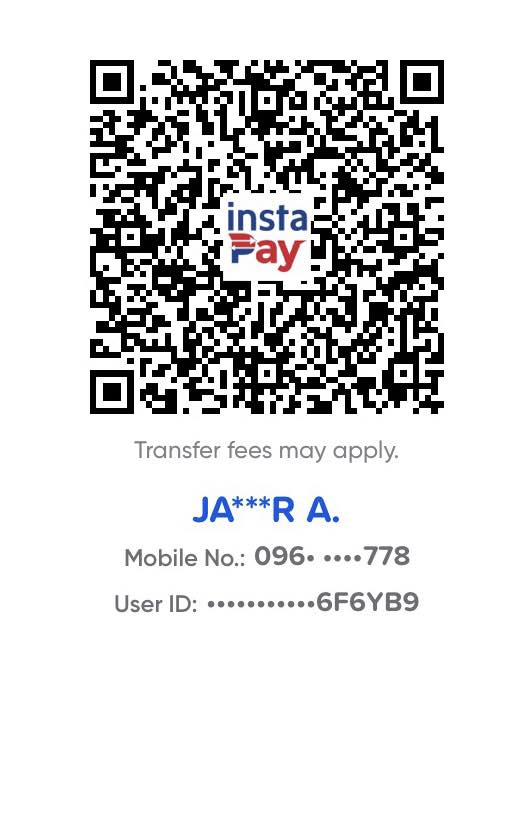 insta
Pay
Transfer fees may apply.
JA***R A.
Mobile No.: 096• ••••778
User ID: •••••••••••6F6YB9